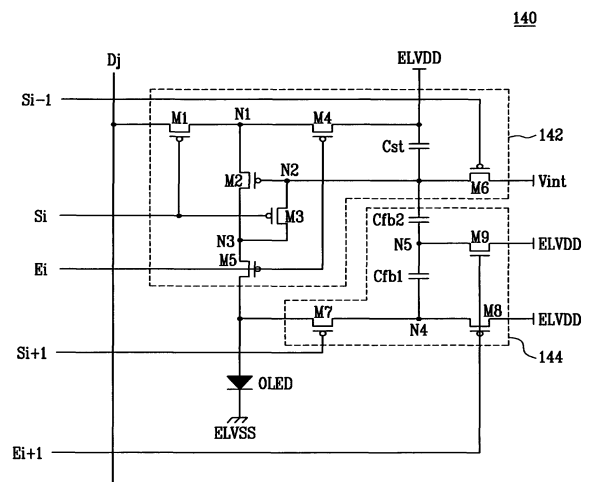 140
Dj
ELVDD
Si-1
M1
N1
M4
142
Cst
M2
N2
M6
Vint
Si
M3
Cfb2
N3
N5
M9
ELVDD
Ei
M5
Cfb1
M7
M8
ELVDD
N4
Si+1
144
OLED
ELVSS
Ei+1